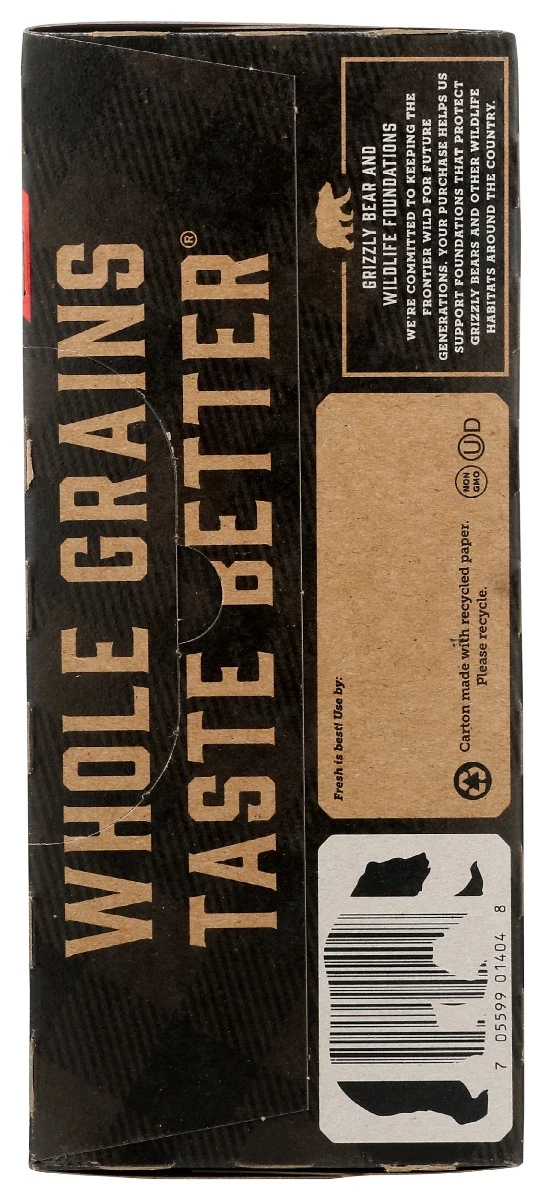 WHOLE GRAINS
TASTE BETTER®
GRIZZLY BEAR AND
WILDLIFE FOUNDATIONS
WE'RE COMMITTED TO KEEPING THE
FRONTIER WILD FOR FUTURE
GENERATIONS. YOUR PURCHASE HELPS US
SUPPORT FOUNDATIONS THAT PROTECT
GRIZZLY BEARS AND OTHER WILDLIFE
HABITATS AROUND THE COUNTRY.
Fresh is best! Use by:
Carton made with recycled paper.
Please recycle.
NON
GMO
UD
7 05599 01404 8